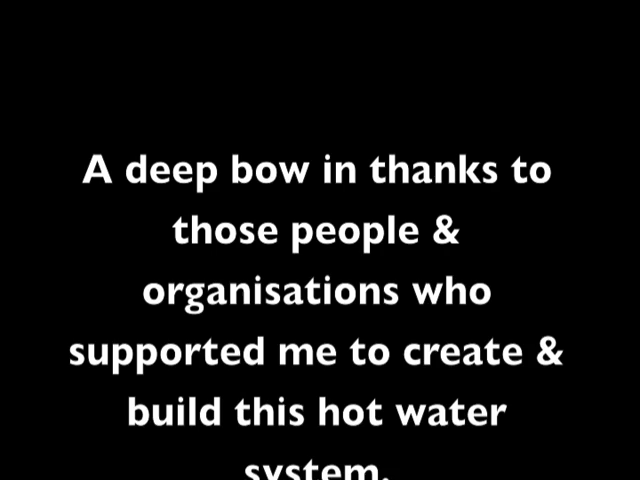 A deep bow in thanks to
those people &
organisations who
supported me to create &
build this hot water
system.